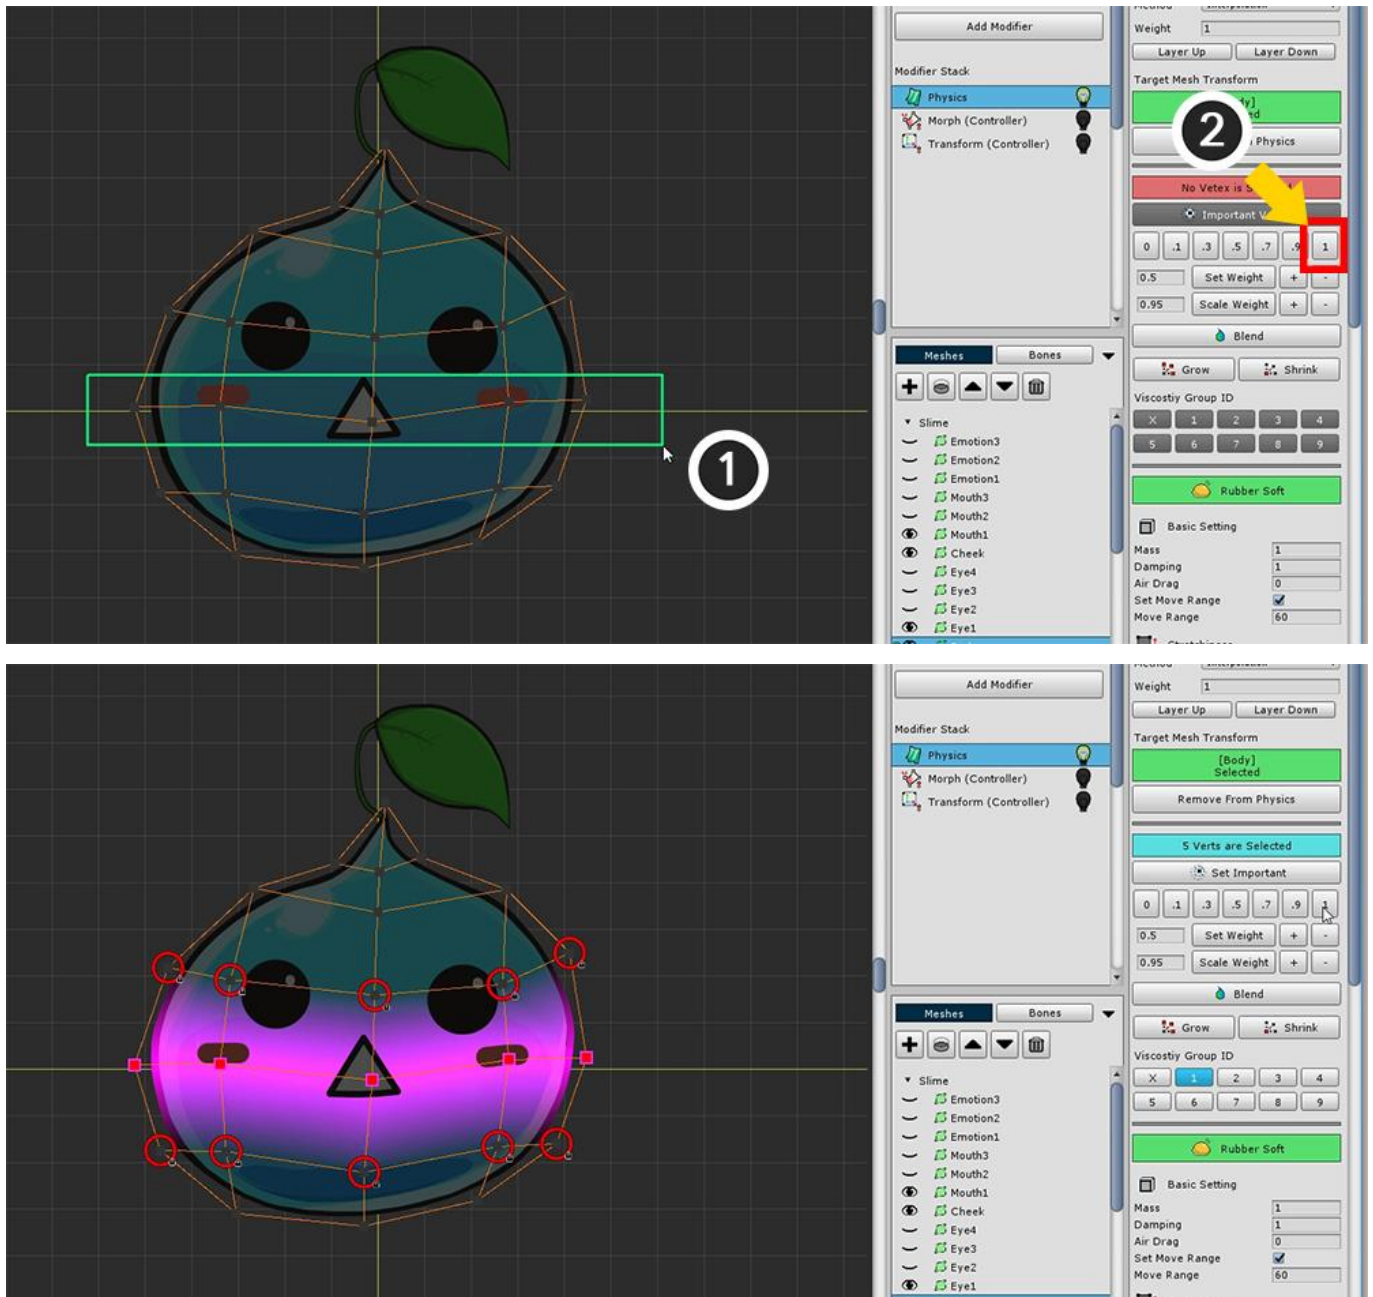 Add Modifier
Weight 1
Layer Up Layer Down
Modifier Stack
Target Mesh Transform
Physics
Morph (Controller)
Transform (Controller)
2
Physics
No Vetex is
Important
0 .1 .3 .5 .7 .9 1
0.5 Set Weight + -
0.95 Scale Weight + -
Blend
Meshes Bones
Grow Shrink
Viscostiy Group ID
X 1 2 3 4
5 6 7 8 9
Slime
Emotion3
Emotion2
Emotion1
Mouth3
Mouth2
Mouth1
Cheek
Eye4
Eye3
Eye2
Eye1
1
Rubber Soft
Basic Setting
Mass 1
Damping 1
Air Drag 0
Set Move Range
Move Range 60
Add Modifier
Weight 1
Layer Up Layer Down
Modifier Stack
Target Mesh Transform
Physics
Morph (Controller)
Transform (Controller)
[Body]
Selected
Remove From Physics
5 Verts are Selected
Set Important
0 .1 .3 .5 .7 .9 1
0.5 Set Weight + -
0.95 Scale Weight + -
Blend
Meshes Bones
Grow Shrink
Viscostiy Group ID
X 1 2 3 4
5 6 7 8 9
Slime
Emotion3
Emotion2
Emotion1
Mouth3
Mouth2
Mouth1
Cheek
Eye4
Eye3
Eye2
Eye1
Rubber Soft
Basic Setting
Mass 1
Damping 1
Air Drag 0
Set Move Range
Move Range 60